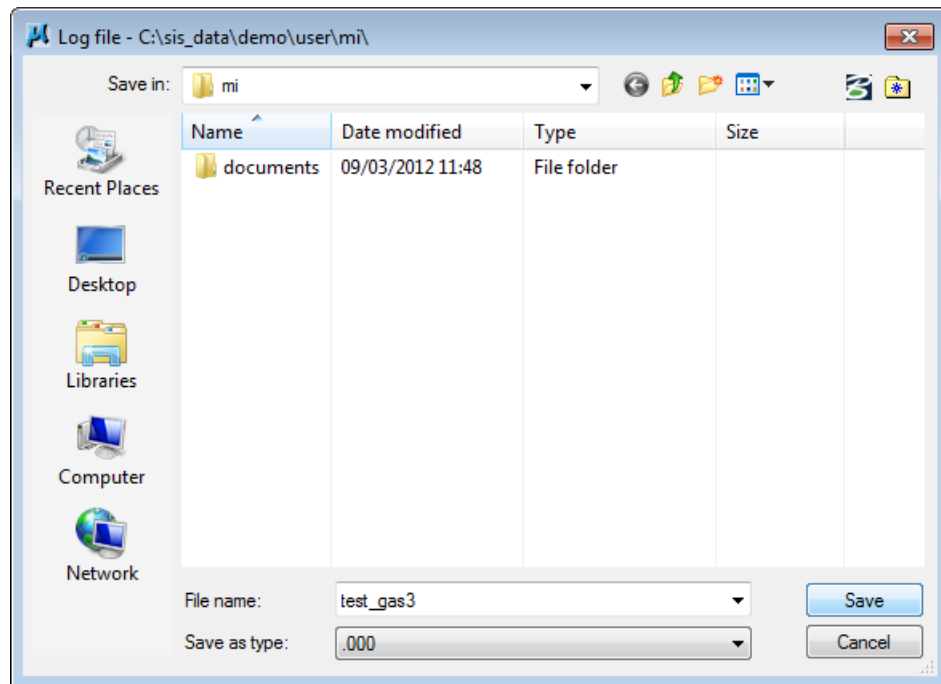 Log file - C:\sis_data\demo\user\mi\
Save in: mi
Name Date modified Type Size
documents 09/03/2012 11:48 File folder
Recent Places
Desktop
Libraries
Computer
Network
File name: test_gas3 Save
Save as type: .000 Cancel